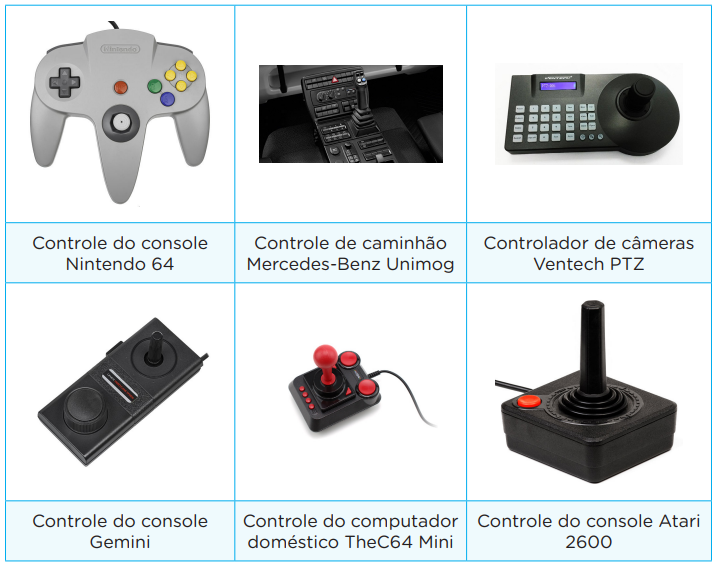 Nintendo
Controle do console
Nintendo 64
Controle de caminhão
Mercedes-Benz Unimog
Controlador de câmeras
Ventech PTZ
Controle do console
Gemini
Controle do computador
doméstico TheC64 Mini
Controle do console Atari
2600